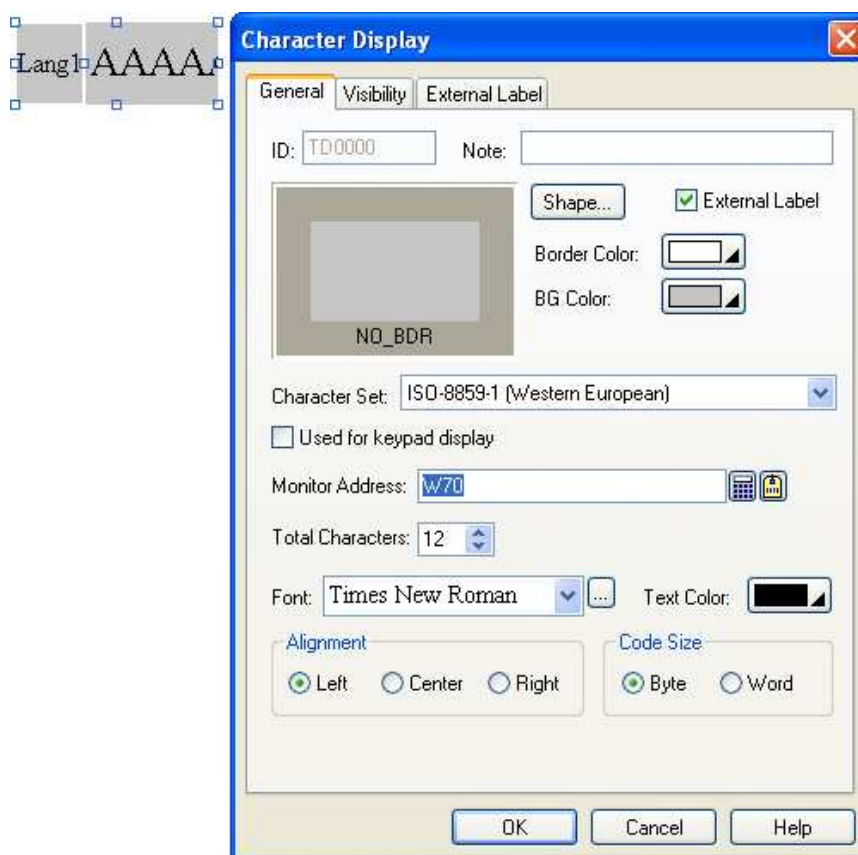 Lang1 AAAA
Character Display
General Visibility External Label
ID: TD0000 Note:
Shape... External Label
Border Color:
BG Color:
NO_BDR
Character Set: ISO-8859-1 (Western European)
Used for keypad display
Monitor Address: W70
Total Characters: 12
Font: Times New Roman ... Text Color:
Alignment Code Size
Left Center Right Byte Word
OK Cancel Help